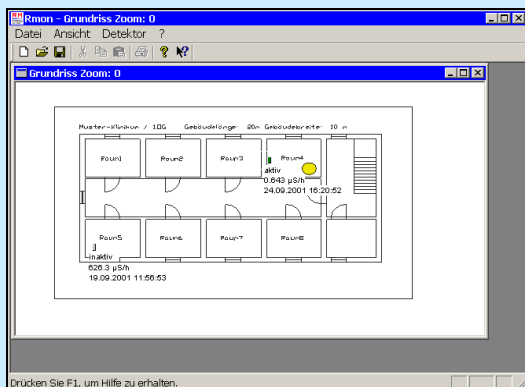 Rmon - Grundriss Zoom: 0
Datei Ansicht Detektor ?
Grundriss Zoom: 0
Muster-Klinikum / 1OG Gebäudelänge: 20m Gebäudebreite: 10 m
Raum1 Raum2 Raum3 Raum4
aktiv
0.643 µS/h
24.09.2001 16:20:52
Raum5 Raum6 Raum7 Raum8
inaktiv
626.3 µS/h
19.09.2001 11:56:53
Drücken Sie F1, um Hilfe zu erhalten.